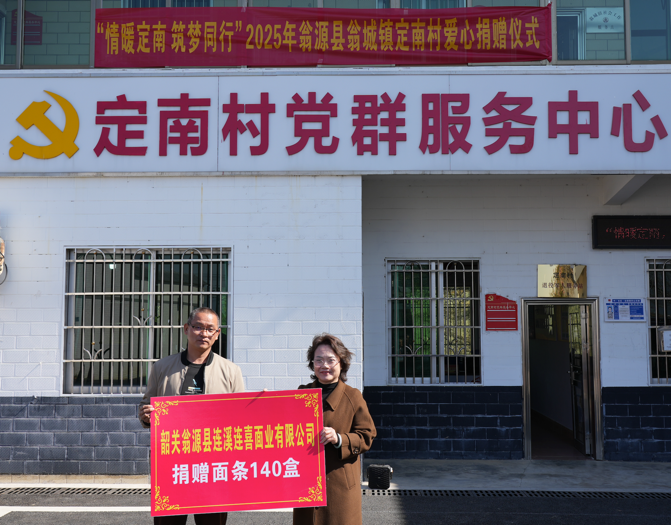 “情暖定南 筑梦同行”2025年翁源县翁城镇定南村爱心捐赠仪式
定南村党群服务中心
“情暖定南,
定南村
韶关翁源县连溪连喜面业有限公司
捐赠面条140盒